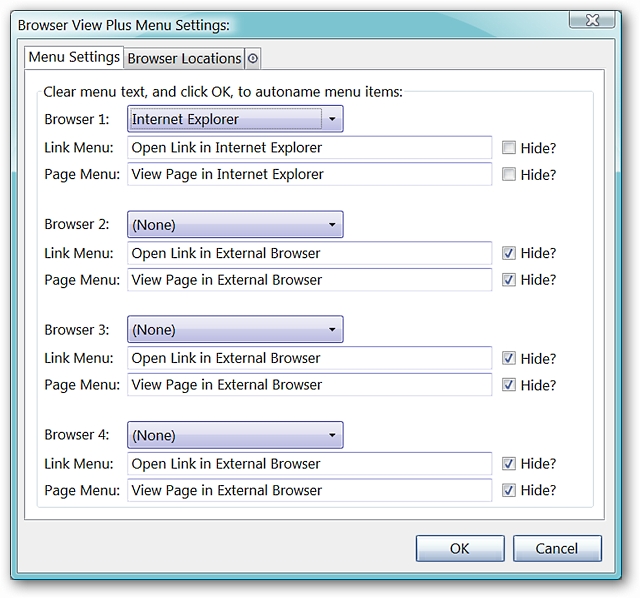 Browser View Plus Menu Settings:
Menu Settings Browser Locations
Clear menu text, and click OK, to autoname menu items:
Browser 1: Internet Explorer
Link Menu: Open Link in Internet Explorer Hide?
Page Menu: View Page in Internet Explorer Hide?
Browser 2: (None)
Link Menu: Open Link in External Browser Hide?
Page Menu: View Page in External Browser Hide?
Browser 3: (None)
Link Menu: Open Link in External Browser Hide?
Page Menu: View Page in External Browser Hide?
Browser 4: (None)
Link Menu: Open Link in External Browser Hide?
Page Menu: View Page in External Browser Hide?
OK Cancel